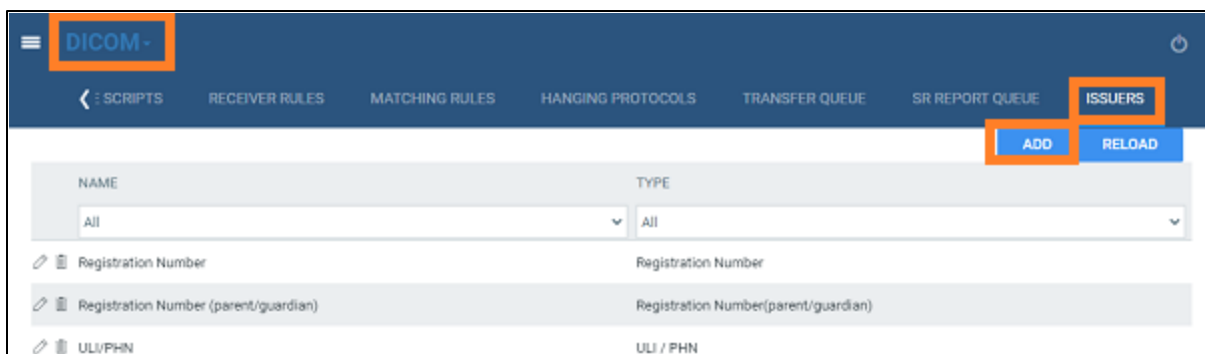 DICOM
: SCRIPTS RECEIVER RULES MATCHING RULES HANGING PROTOCOLS TRANSFER QUEUE SR REPORT QUEUE ISSUERS
ADD RELOAD
NAME TYPE
All All
Registration Number Registration Number
Registration Number (parent/guardian) Registration Number(parent/guardian)
ULI/PHN ULI / PHN